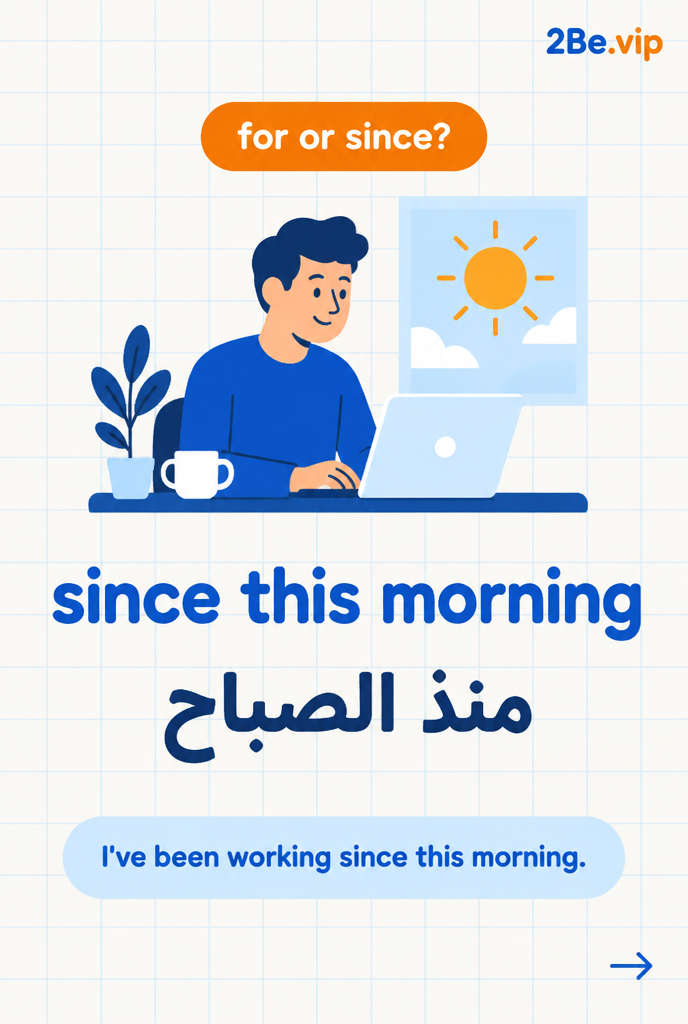 2Be.vip
for or since?
since this morning
منذ الصباح
I've been working since this morning.
→